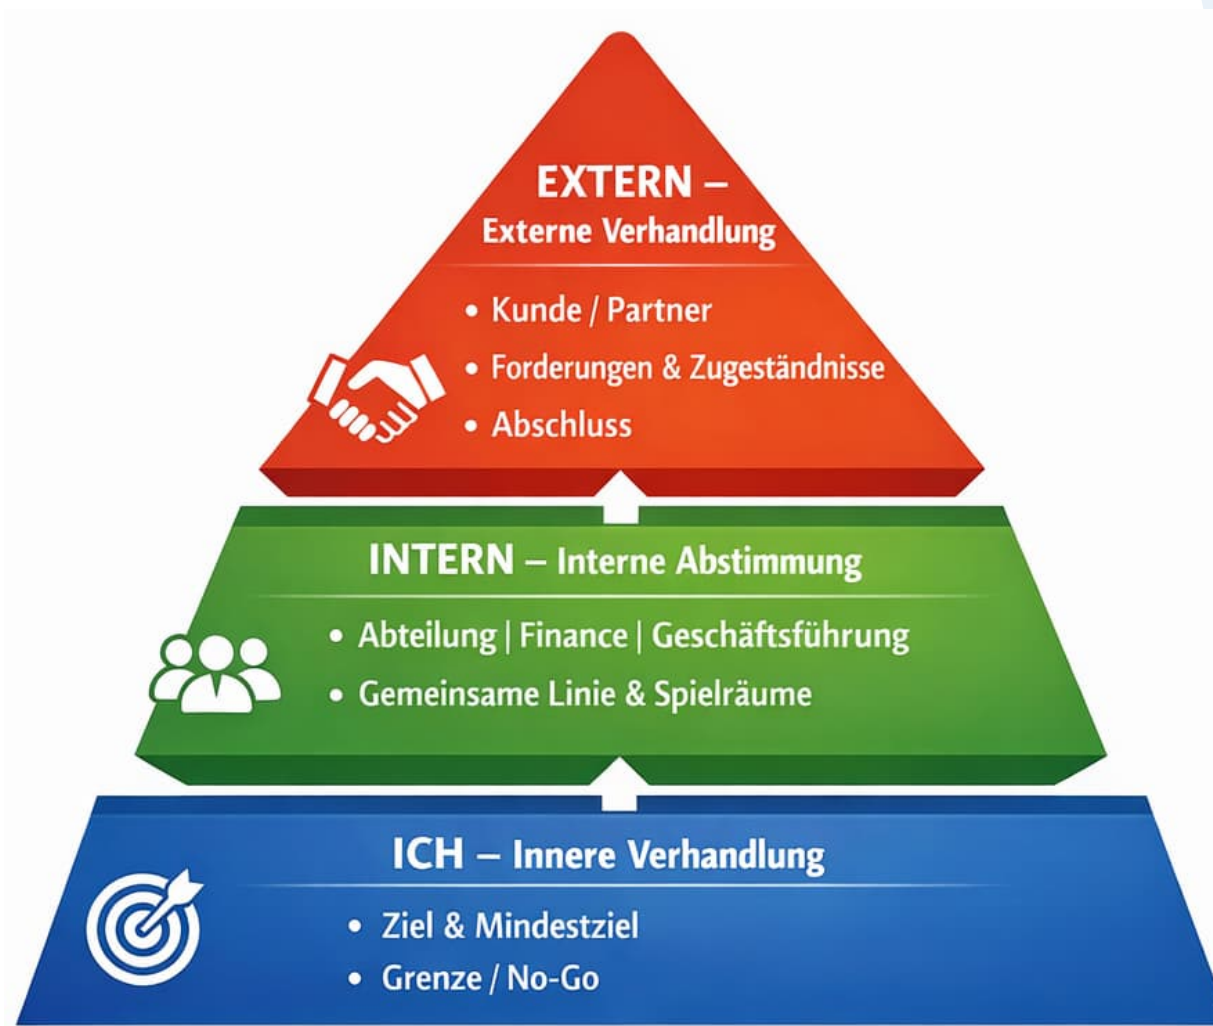 EXTERN –
Externe Verhandlung
• Kunde / Partner
• Forderungen & Zugeständnisse
• Abschluss
INTERN – Interne Abstimmung
• Abteilung | Finance | Geschäftsführung
• Gemeinsame Linie & Spielräume
ICH – Innere Verhandlung
• Ziel & Mindestziel
• Grenze / No-Go